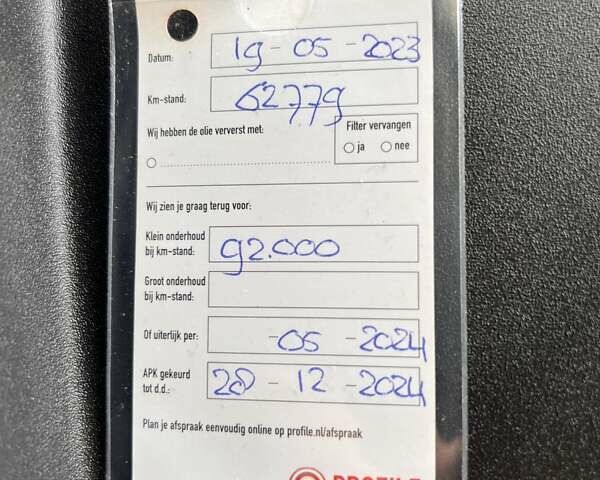 Datum: 19-05-2023
Km-stand: 62779
Wij hebben de olie ververst met:
Filter vervangen
ja nee
Wij zien je graag terug voor:
Klein onderhoud
bij km-stand: 92.000
Groot onderhoud
bij km-stand:
Of uiterlijk per: -05-2024
APK gekeurd
tot d.d.: 28-12-2024
Plan je afspraak eenvoudig online op profile.nl/afspraak
PROFILE